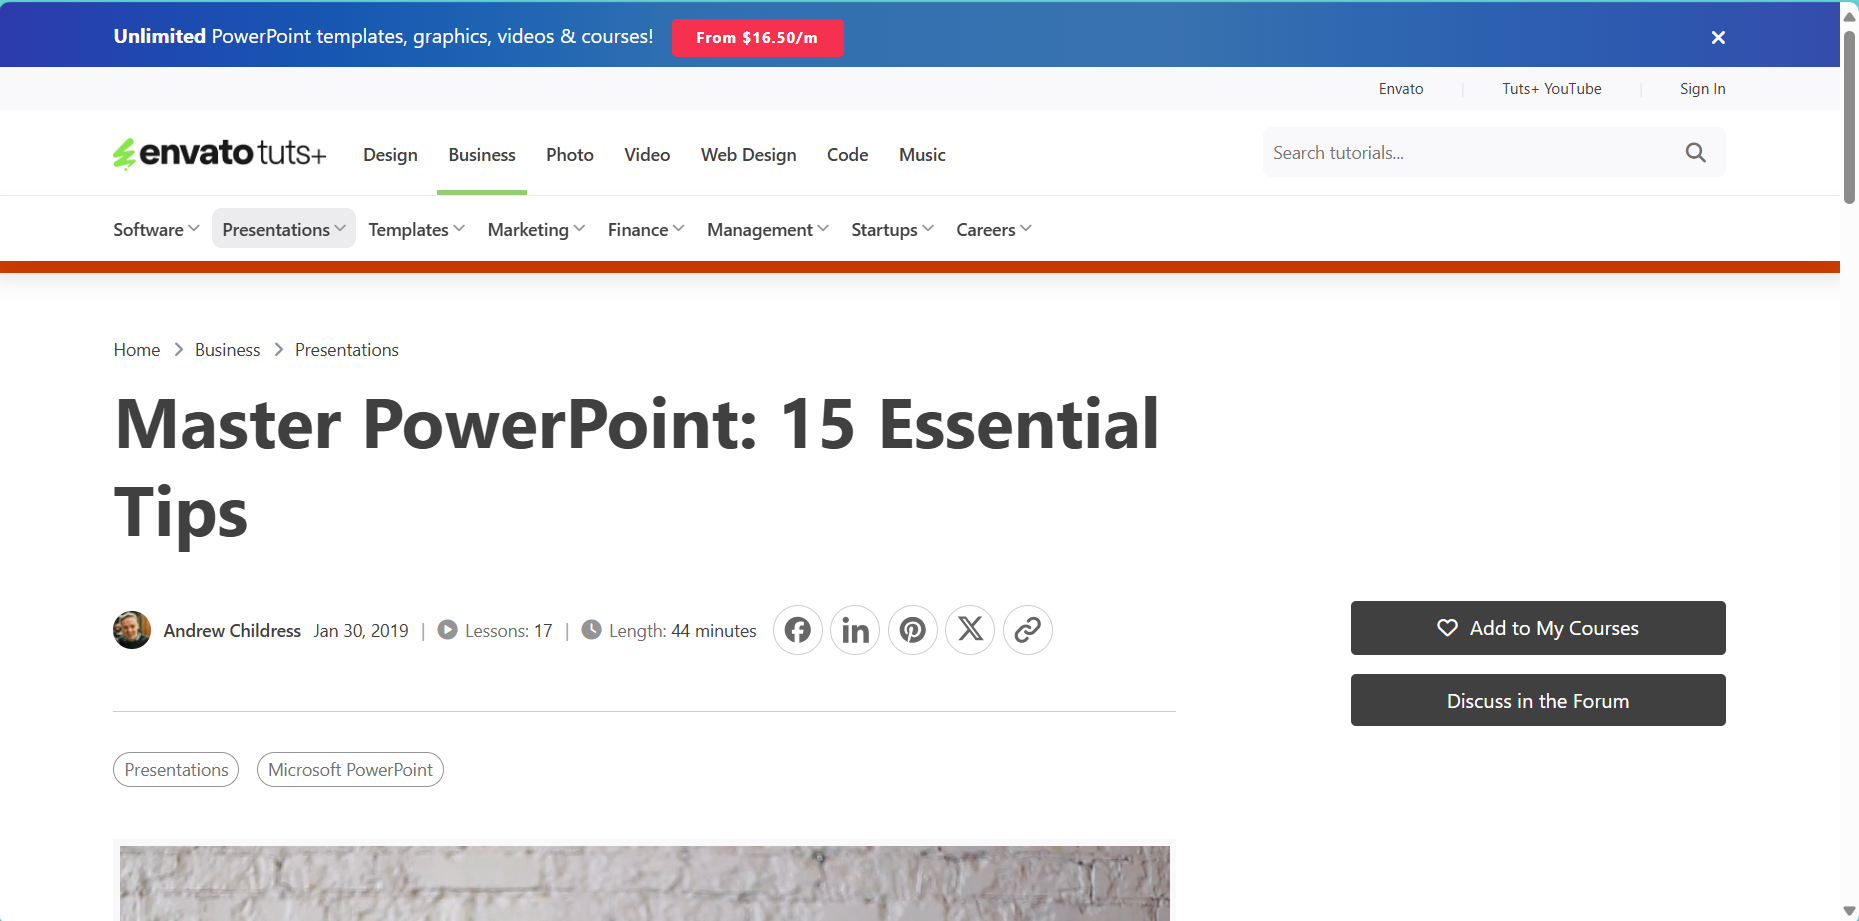 Unlimited PowerPoint templates, graphics, videos & courses! From $16.50/m
Envato Tuts+ YouTube Sign In
envato tuts+ Design Business Photo Video Web Design Code Music Search tutorials...
Software Presentations Templates Marketing Finance Management Startups Careers
Home Business Presentations
Master PowerPoint: 15 Essential
Tips
Andrew Childress Jan 30, 2019 | Lessons: 17 | Length: 44 minutes
Add to My Courses
Discuss in the Forum
Presentations Microsoft PowerPoint